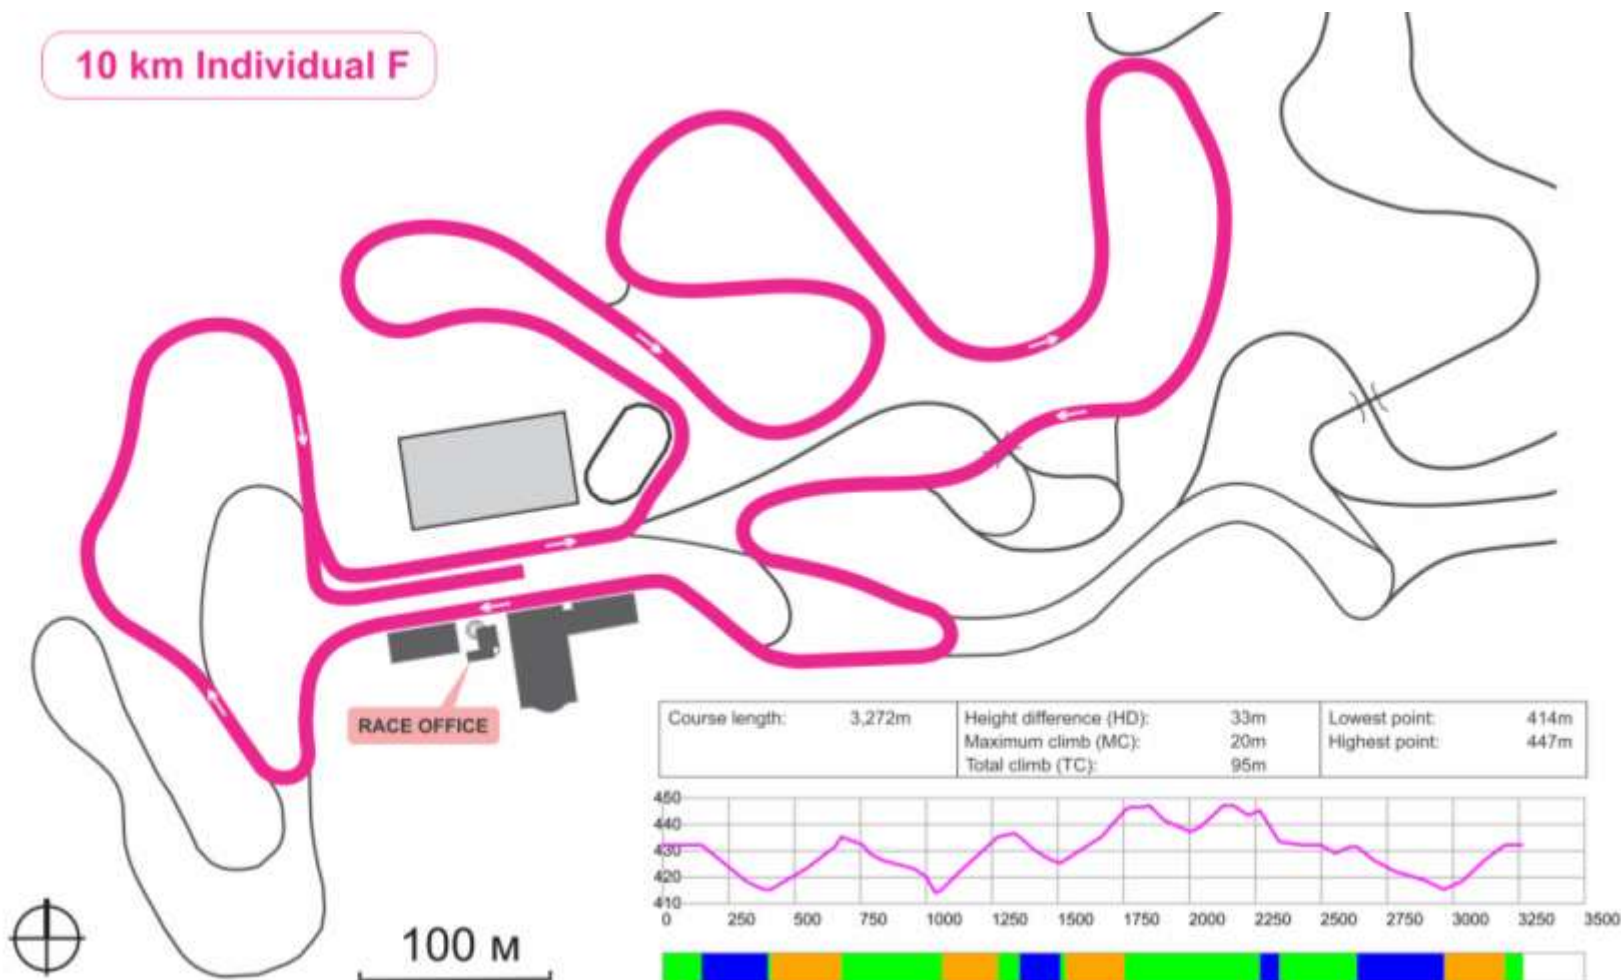 10 km Individual F
RACE OFFICE
Course length: 3,272m
Height difference (HD): 33m
Maximum climb (MC): 20m
Total climb (TC): 95m
Lowest point: 414m
Highest point: 447m
450
440
430
420
410
0 250 500 750 1000 1250 1500 1750 2000 2250 2500 2750 3000 3250 3500
100 м